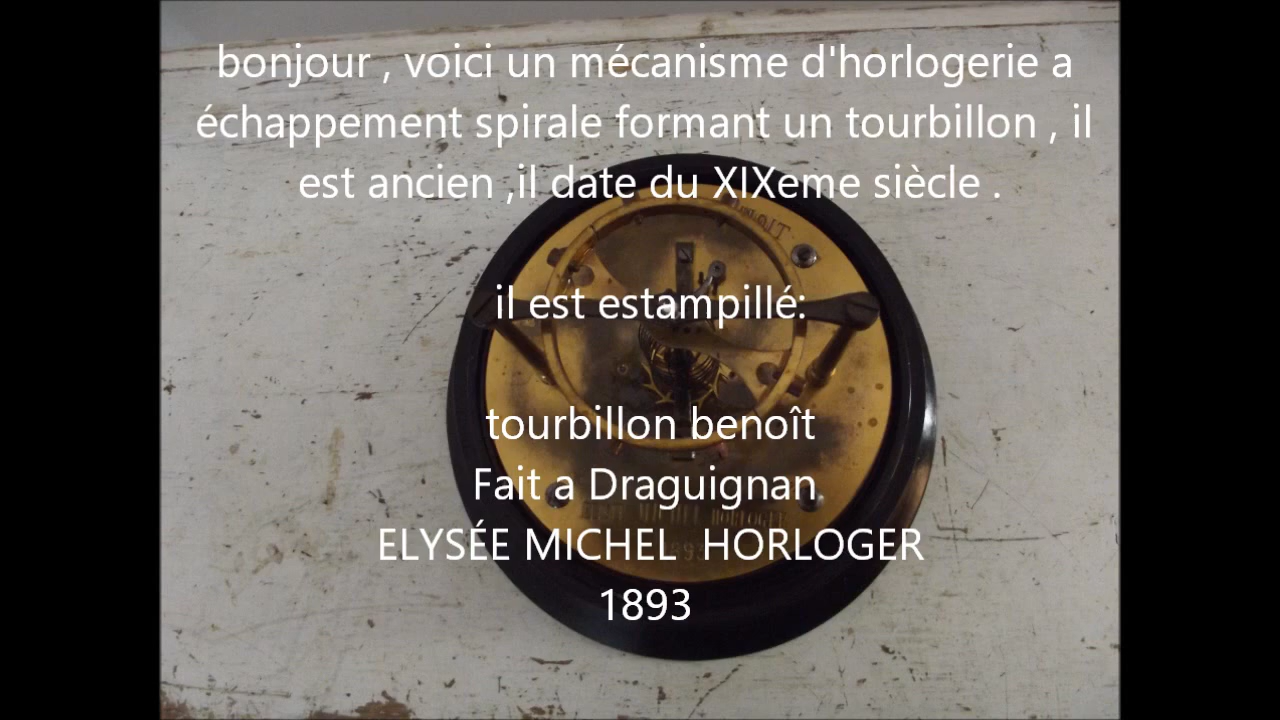 bonjour , voici un mécanisme d'horlogerie a
échappement spirale formant un tourbillon , il
est ancien ,il date du XIXeme siècle .
il est estampillé:
tourbillon benoît
Fait a Draguignan
ELYSÉE MICHEL HORLOGER
1893